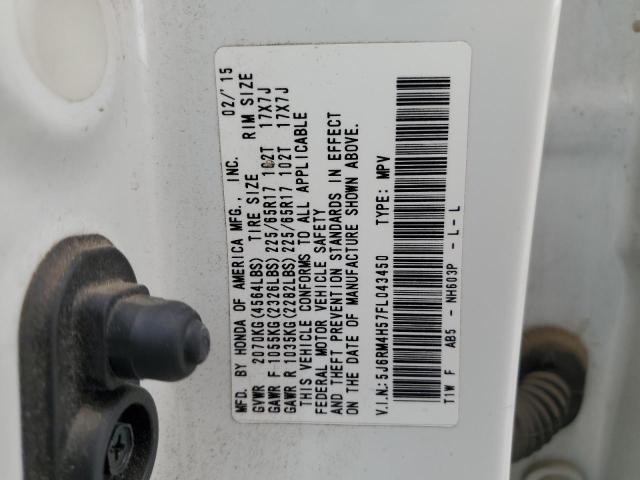 MFD. BY HONDA OF AMERICA MFG., INC. 02/'15
GVWR 2070KG(4564LBS) TIRE SIZE RIM SIZE
GAWR F 1055KG(2326LBS) 225/65R17 102T 17X7J
GAWR R 1035KG(2282LBS) 225/65R17 102T 17X7J
THIS VEHICLE CONFORMS TO ALL APPLICABLE
FEDERAL MOTOR VEHICLE SAFETY
AND THEFT PREVENTION STANDARDS IN EFFECT
ON THE DATE OF MANUFACTURE SHOWN ABOVE.
V.I.N.: 5J6RM4H57FL043450 TYPE: MPV
T1W F AB5 - NH603P - L - L